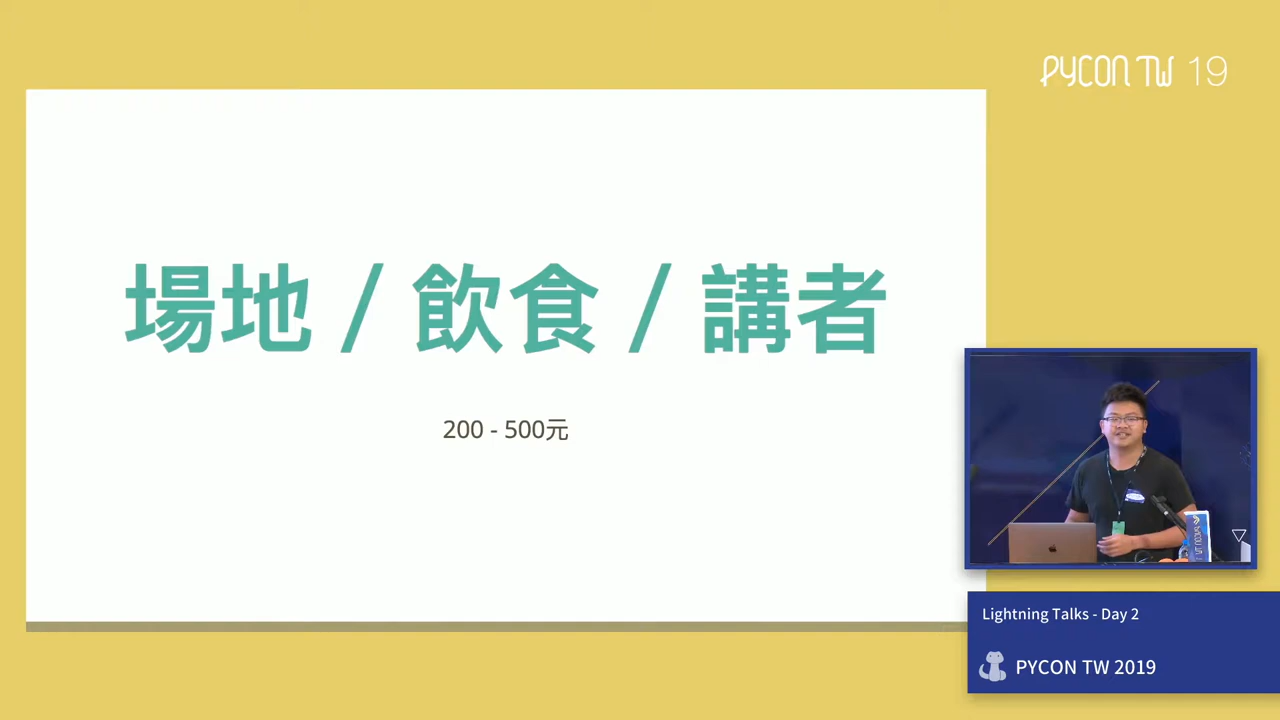 PYCON TW 19
場地 / 飲食 / 講者
200 - 500元
Lightning Talks - Day 2
PYCON TW 2019